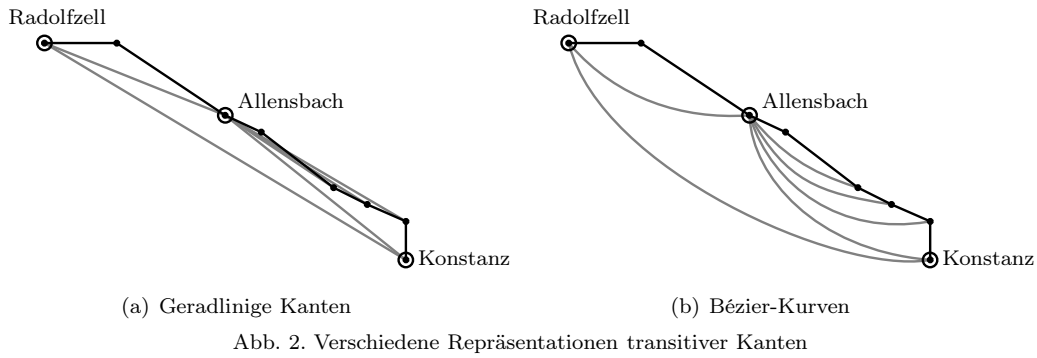 Radolfzell
Allensbach
Konstanz
(a) Geradlinige Kanten
Radolfzell
Allensbach
Konstanz
(b) Bézier-Kurven
Abb. 2. Verschiedene Repräsentationen transitiver Kanten